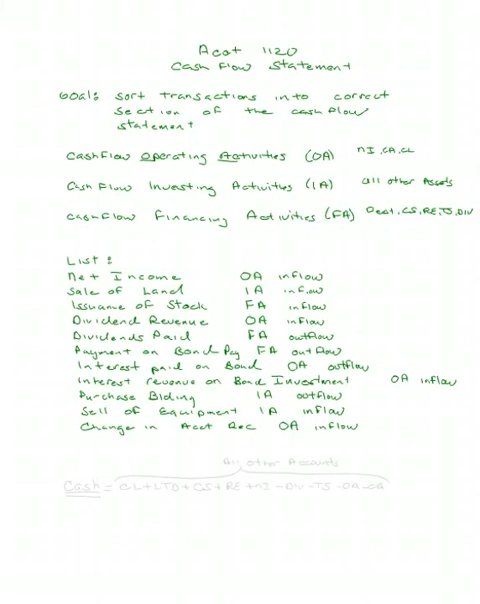 Acct 1120
Cash Flow Statement
Goal: sort transactions into correct
section of the cash flow
statement
Cashflow Operating Activities (OA) NI, CA, CL
Cash Flow Investing Activities (IA) all other Assets
Cashflow Financing Activities (FA) Debt, CS, RE, TS, DIV
List:
Net Income OA inflow
Sale of Land IA inflow
Issuance of Stock FA inflow
Dividend Revenue OA inflow
Dividends Paid FA outflow
Payment on Bond Pay FA outflow
Interest paid on Bond OA outflow
Interest revenue on Bond Investment OA inflow
Purchase Blding IA outflow
Sell of Equipment IA inflow
Change in Acct Rec OA inflow
All other Accounts
Cash = CL+LTD+CS+RE+NI-DIV-TS-OA-OA